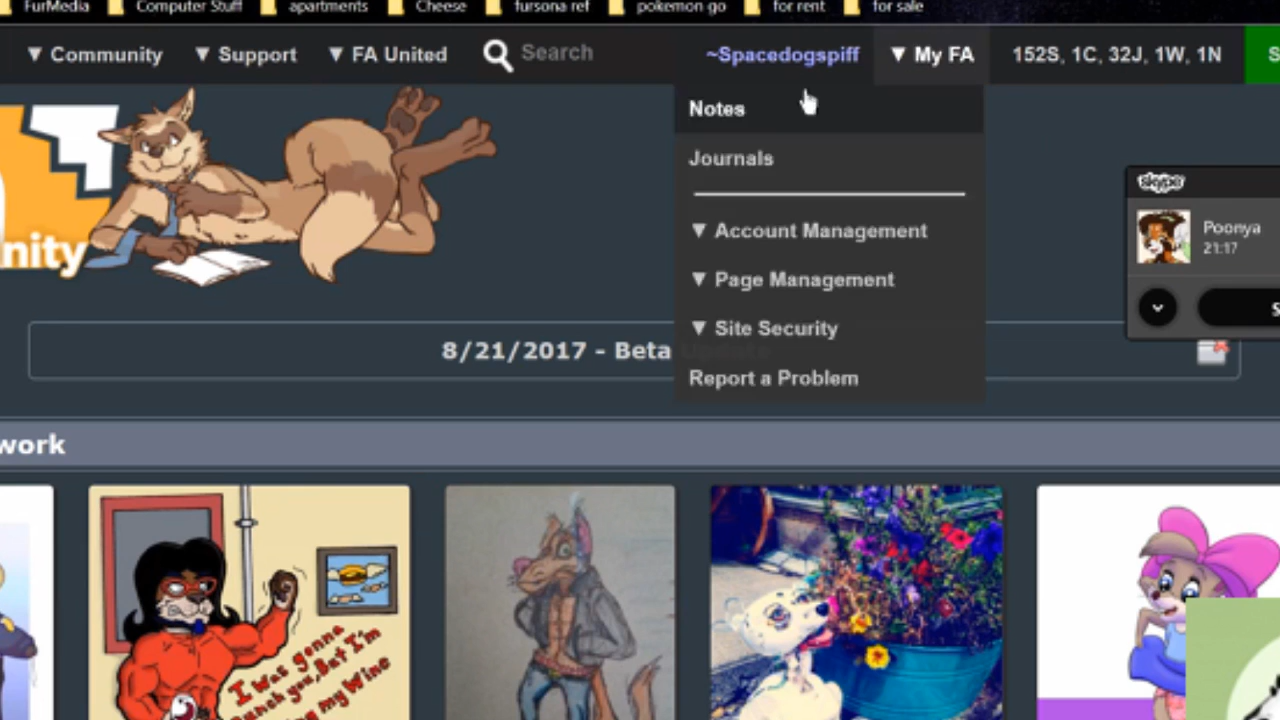 FurMedia Computer Stuff apartments Cheese fursona ref pokemon go for rent for sale
▼ Community ▼ Support ▼ FA United Search ~Spacedogspiff ▼ My FA 152S, 1C, 32J, 1W, 1N S
Notes
Journals
skype
▼ Account Management
Poonya
21:17
nity
▼ Page Management
S
▼ Site Security
8/21/2017 - Beta
Report a Problem
work
I was gonna
Punch you, But I'm
my Wine